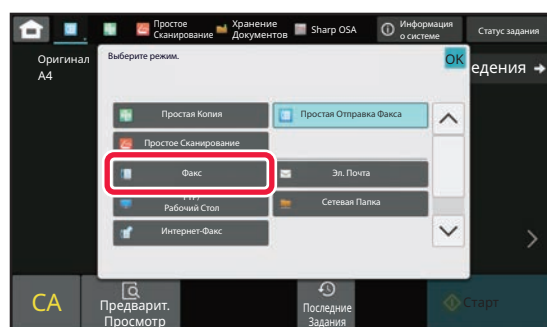 Простое
Сканирование
Хранение
Документов
Sharp OSA
Информация
о системе
Статус задания
Оригинал
A4
Выберите режим.
OK
едения
Простая Копия
Простая Отправка Факса
Простое Сканирование
Факс
Эл. Почта
FTP/
Рабочий Стол
Сетевая Папка
Интернет-Факс
CA
Предварит.
Просмотр
Последние
Задания
Старт